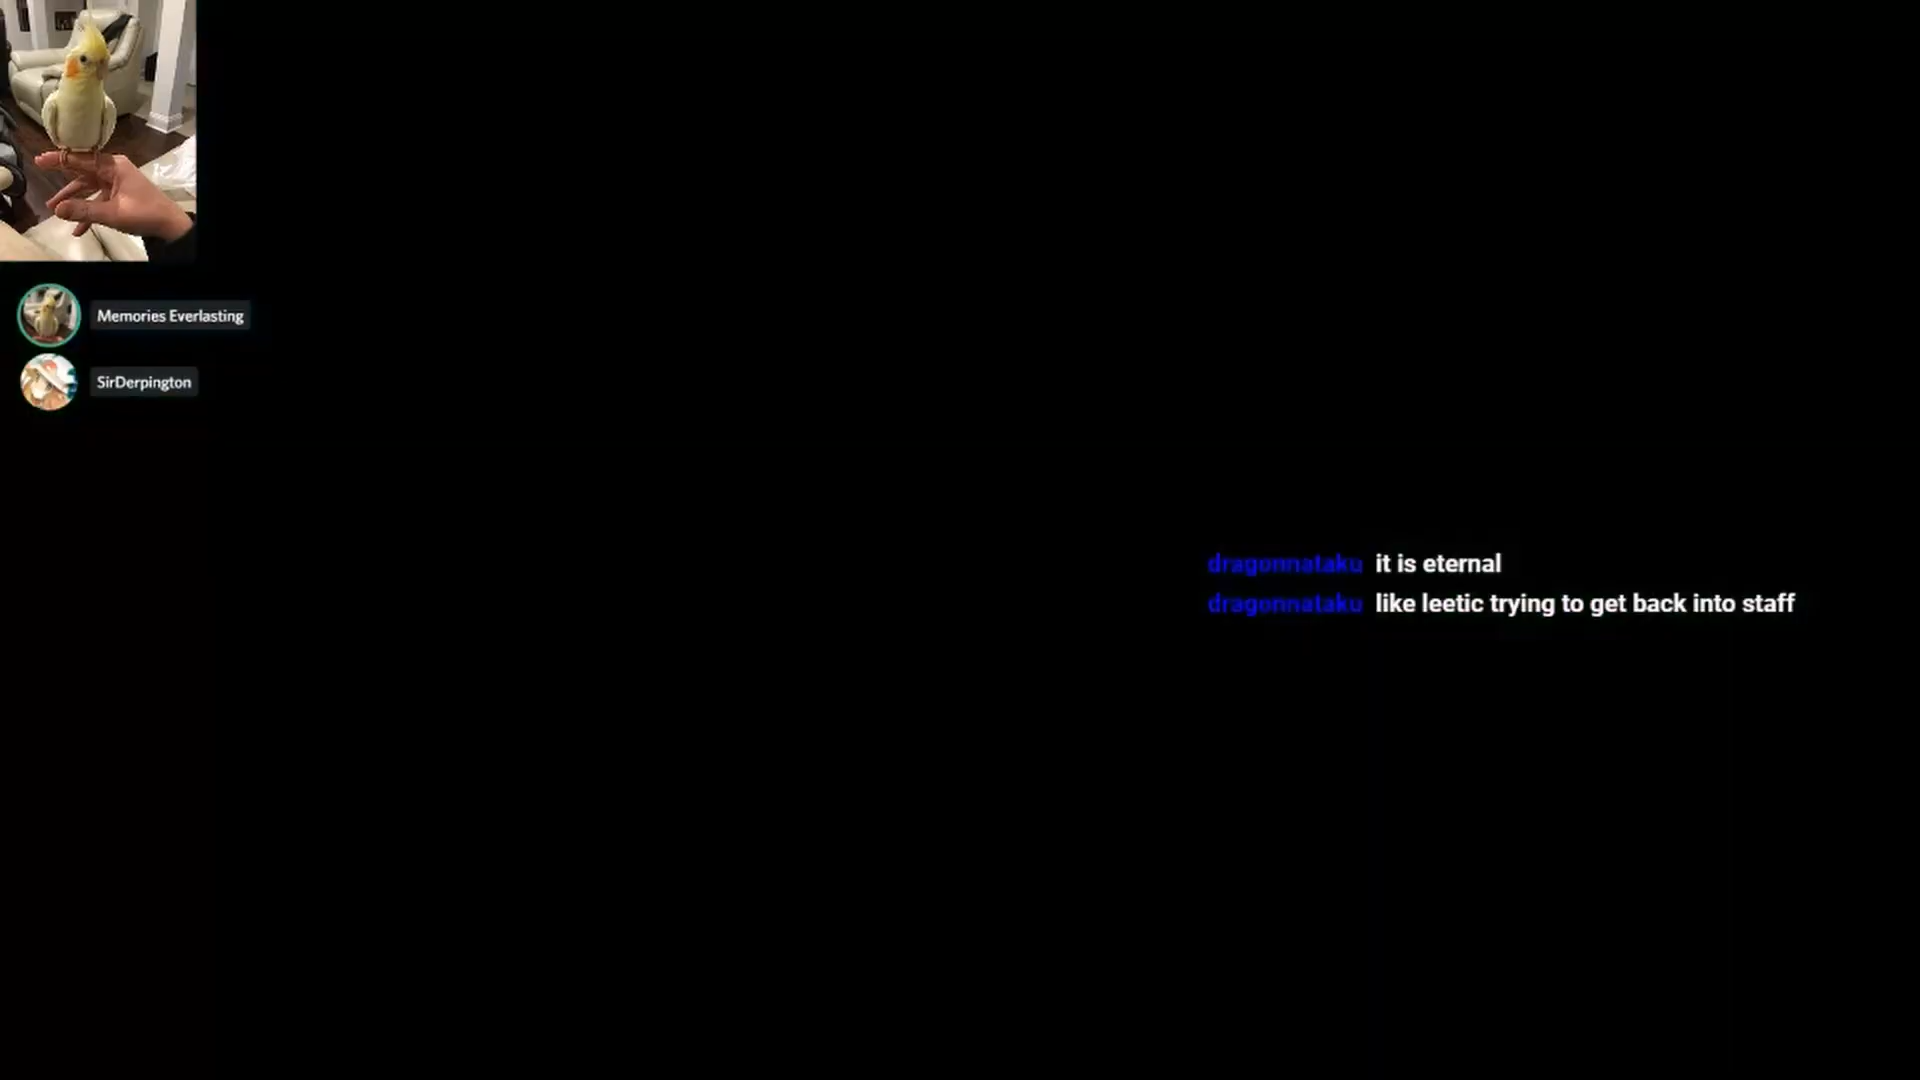 Memories Everlasting
SirDerpington
dragonnataku it is eternal
dragonnataku like leetic trying to get back into staff